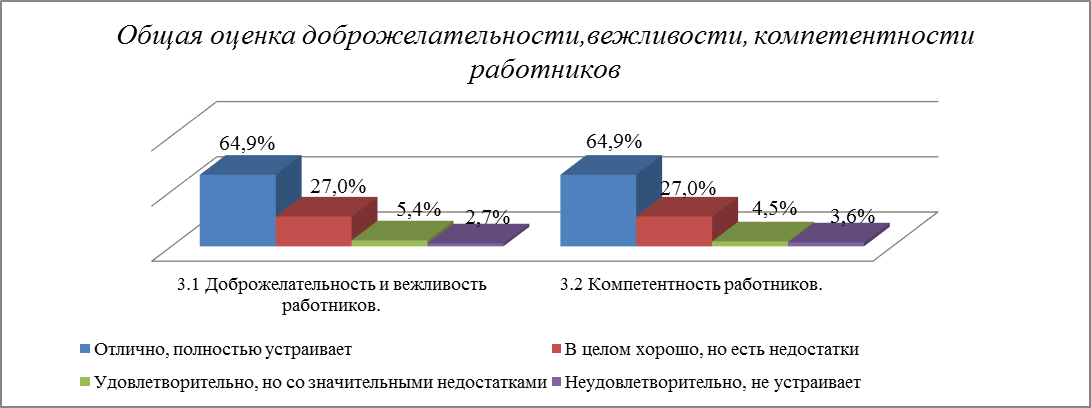 Общая оценка доброжелательности,вежливости, компетентности
работников
64,9%
27,0%
5,4%
2,7%
64,9%
27,0%
4,5%
3,6%
3.1 Доброжелательность и вежливость
работников.
3.2 Компетентность работников.
Отлично, полностью устраивает
В целом хорошо, но есть недостатки
Удовлетворительно, но со значительными недостатками
Неудовлетворительно, не устраивает